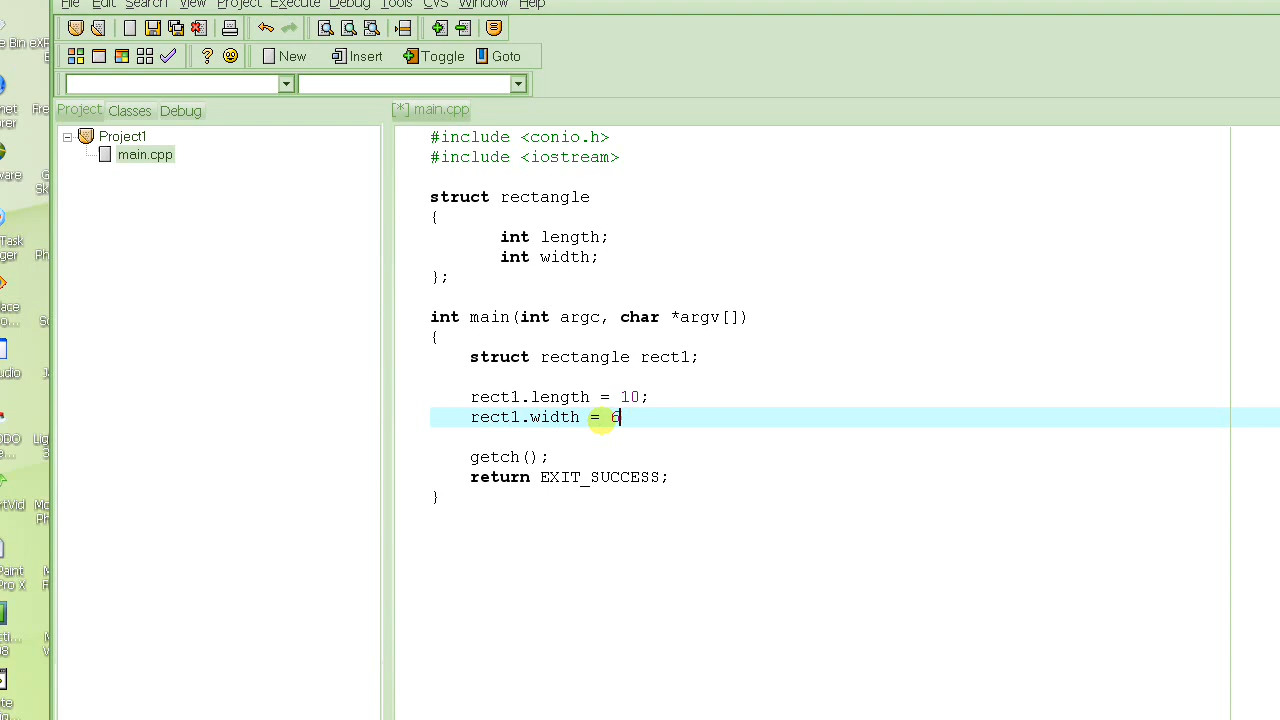 File Edit Search View Project Execute Debug Tools CVS Window Help
New Insert Toggle Goto
Project Classes Debug
[*] main.cpp
Project1
main.cpp
#include <conio.h>
#include <iostream>
struct rectangle
{
int length;
int width;
};
int main(int argc, char *argv[])
{
struct rectangle rect1;
rect1.length = 10;
rect1.width = 6
getch();
return EXIT_SUCCESS;
}